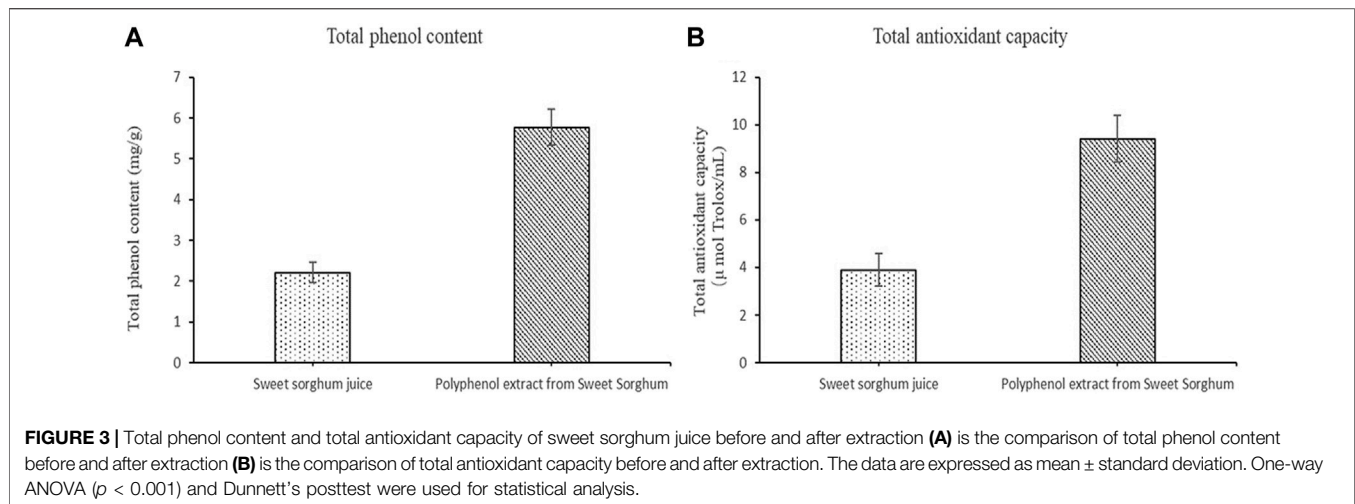 A
Total phenol content
Total phenol content (mg/g)
7
6
5
4
3
2
1
0
Sweet sorghum juice
Polyphenol extract from Sweet Sorghum
B
Total antioxidant capacity
Total antioxidant capacity
(μ mol Trolox/mL)
12
10
8
6
4
2
0
Sweet sorghum juice
Polyphenol extract from Sweet Sorghum
FIGURE 3 | Total phenol content and total antioxidant capacity of sweet sorghum juice before and after extraction (A) is the comparison of total phenol content
before and after extraction (B) is the comparison of total antioxidant capacity before and after extraction. The data are expressed as mean ± standard deviation. One-way
ANOVA (p < 0.001) and Dunnett’s posttest were used for statistical analysis.